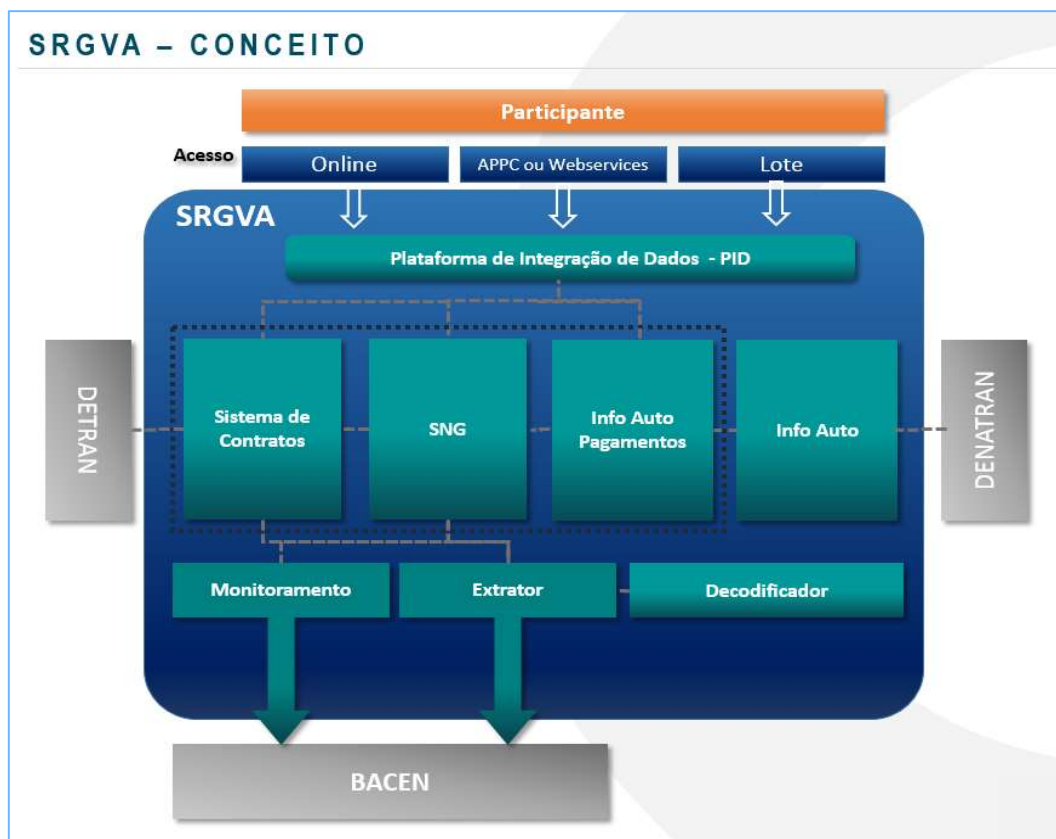 SRGVA – CONCEITO
Participante
Acesso
Online
APPC ou Webservices
Lote
SRGVA
Plataforma de Integração de Dados - PID
DETRAN
Sistema de
Contratos
SNG
Info Auto
Pagamentos
Info Auto
DENATRAN
Monitoramento
Extrator
Decodificador
BACEN